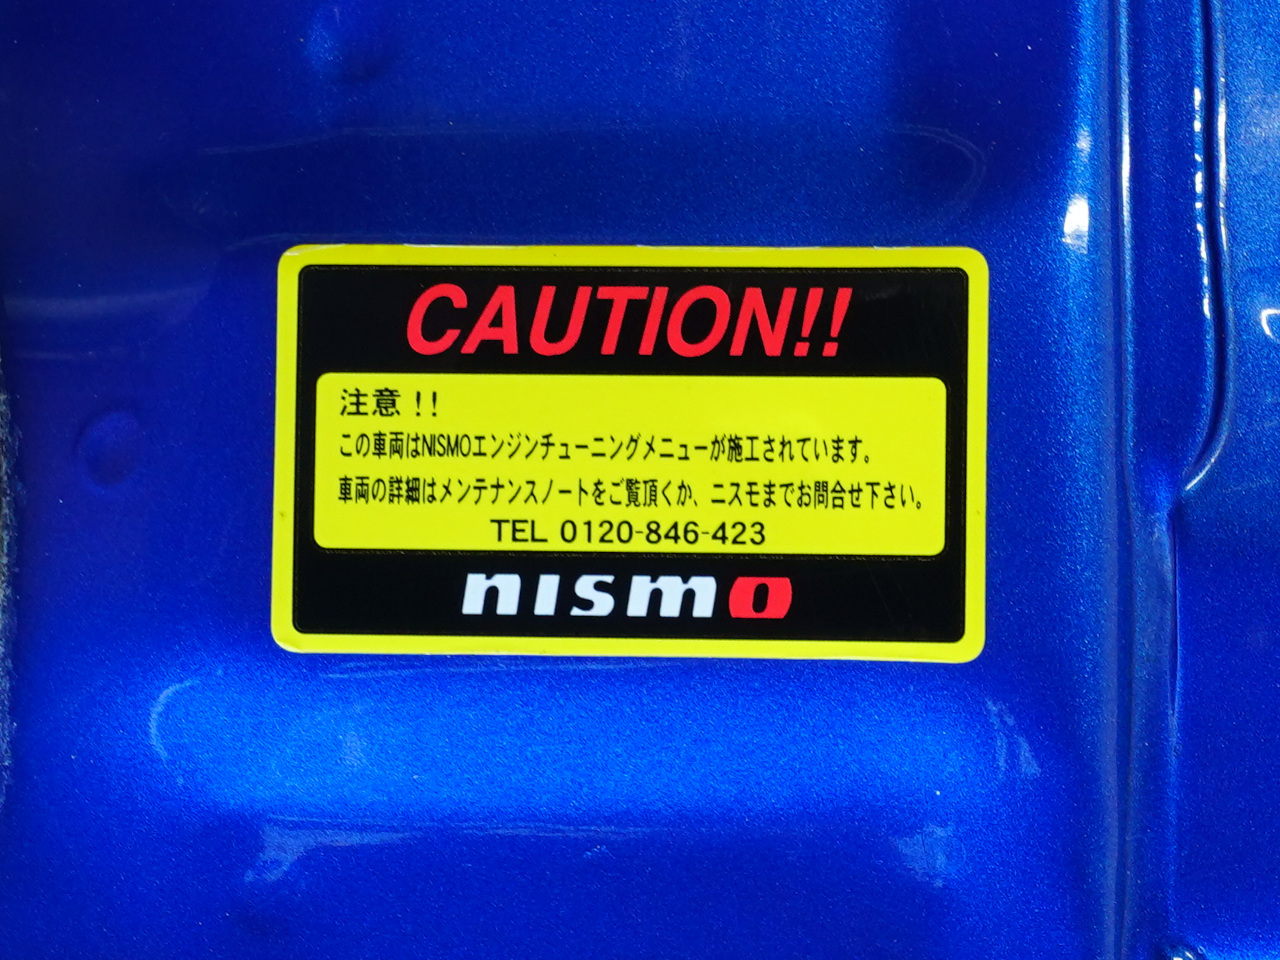 CAUTION!!
注意!!
この車両はNISMOエンジンチューニングメニューが施工されています。
車両の詳細はメンテナンスノートをご覧頂くか、ニスモまでお問合せ下さい。
TEL 0120-846-423
nismo